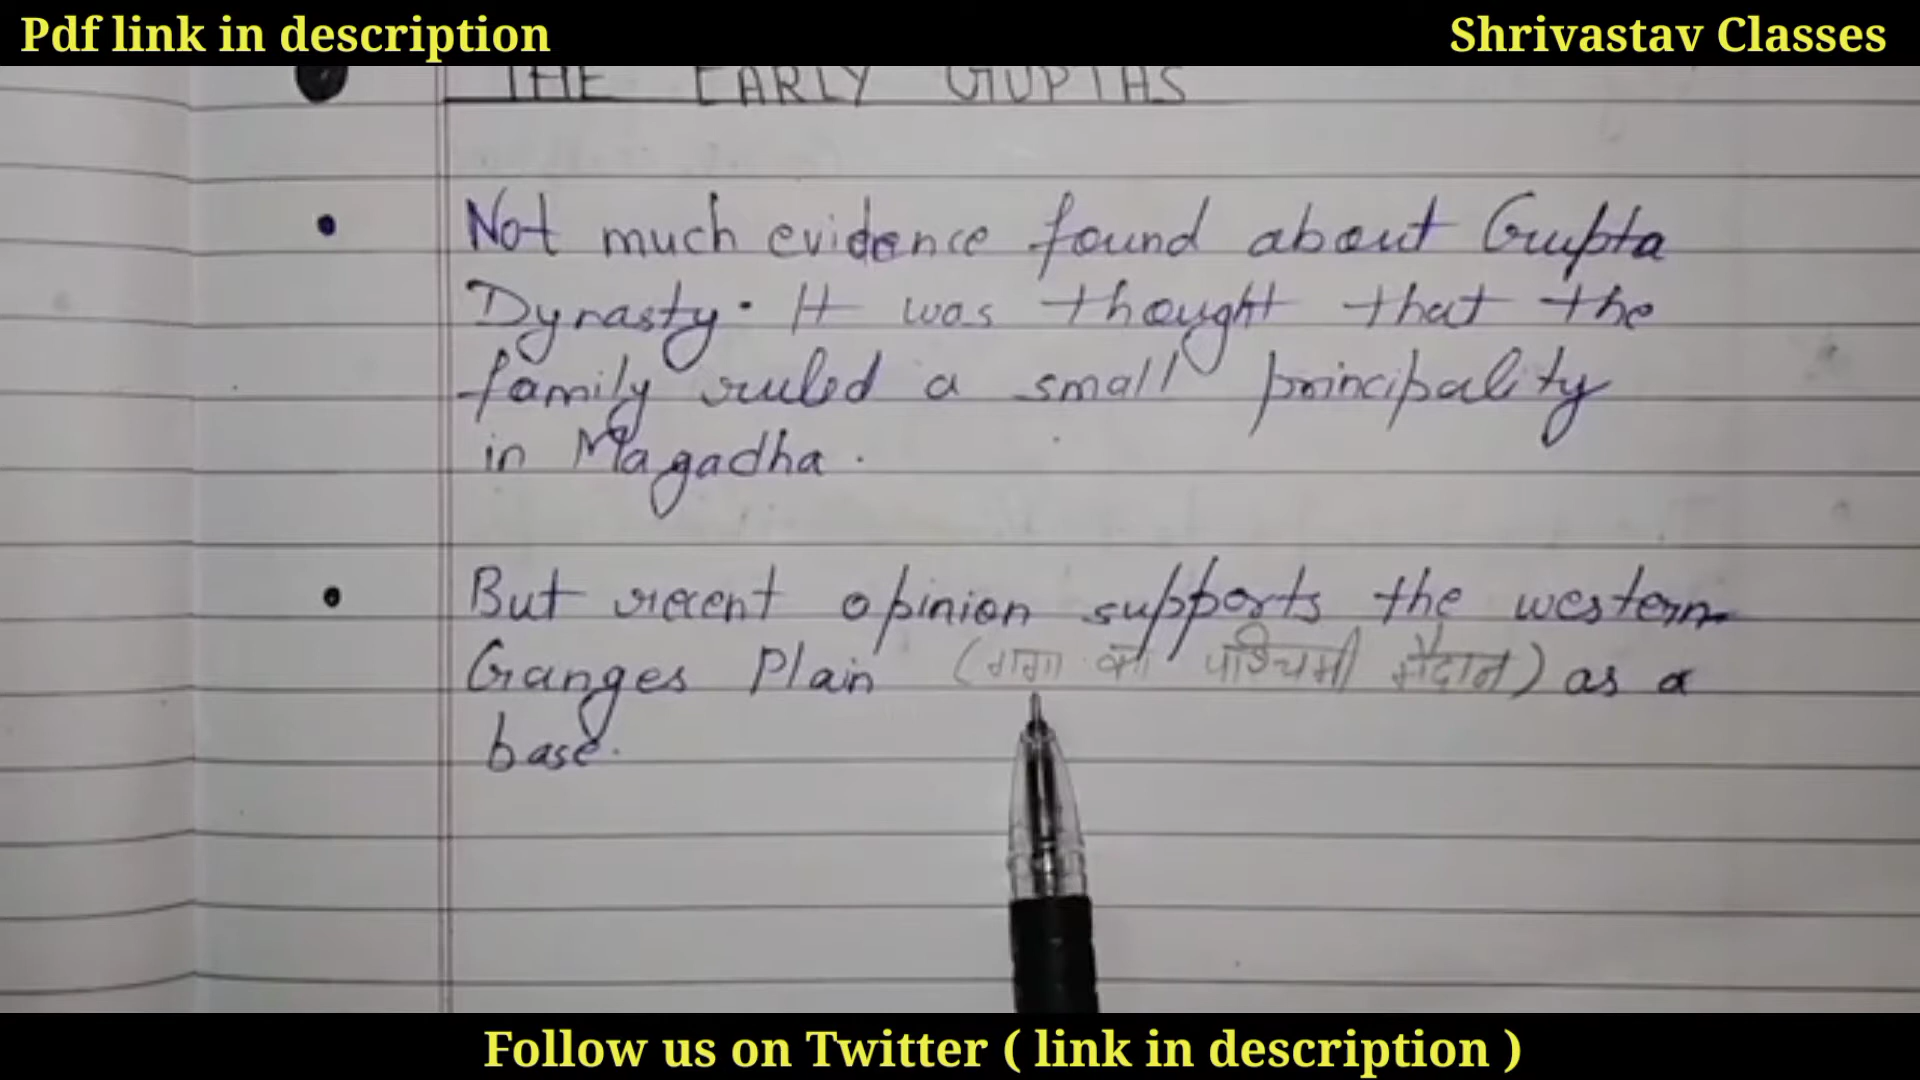 Pdf link in description
Shrivastav Classes
THE EARLY GUPTAS
Not much evidence found about Gupta
Dynasty. It was thought that the
family ruled a small principality
in Magadha.
But recent opinion supports the western
Ganges Plain (गंगा का पश्चिमी मैदान) as a
base.
Follow us on Twitter ( link in description )